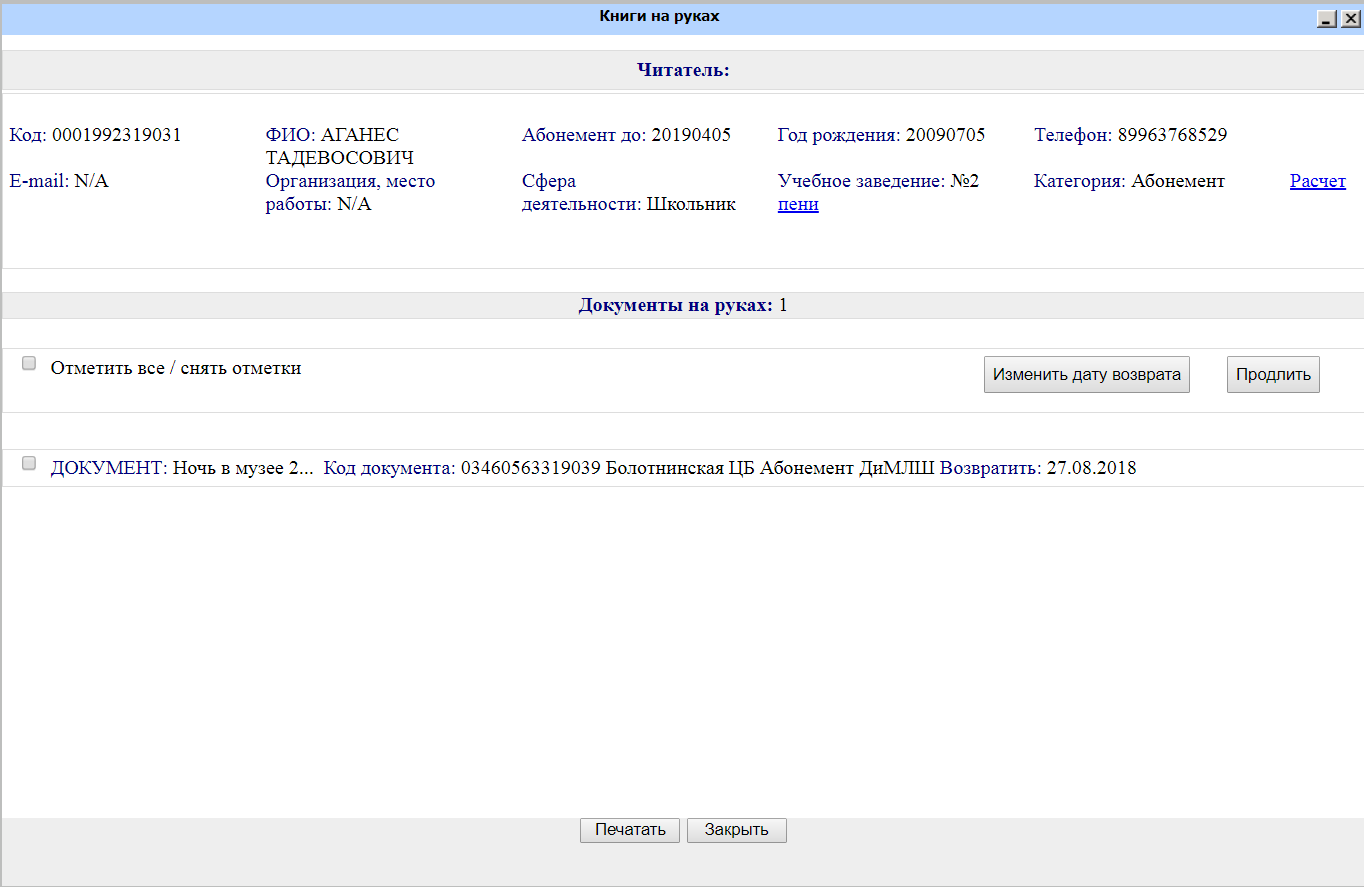 Книги на руках
Читатель:
Код: 0001992319031 ФИО: АГАНЕС Абонемент до: 20190405 Год рождения: 20090705 Телефон: 89963768529
ТАДЕВОСОВИЧ
E-mail: N/A Организация, место Сфера Учебное заведение: №2 Категория: Абонемент Расчет
работы: N/A деятельности: Школьник пени
Документы на руках: 1
Отметить все / снять отметки Изменить дату возврата Продлить
ДОКУМЕНТ: Ночь в музее 2... Код документа: 03460563319039 Болотнинская ЦБ Абонемент ДиМЛШ Возвратить: 27.08.2018
Печатать Закрыть